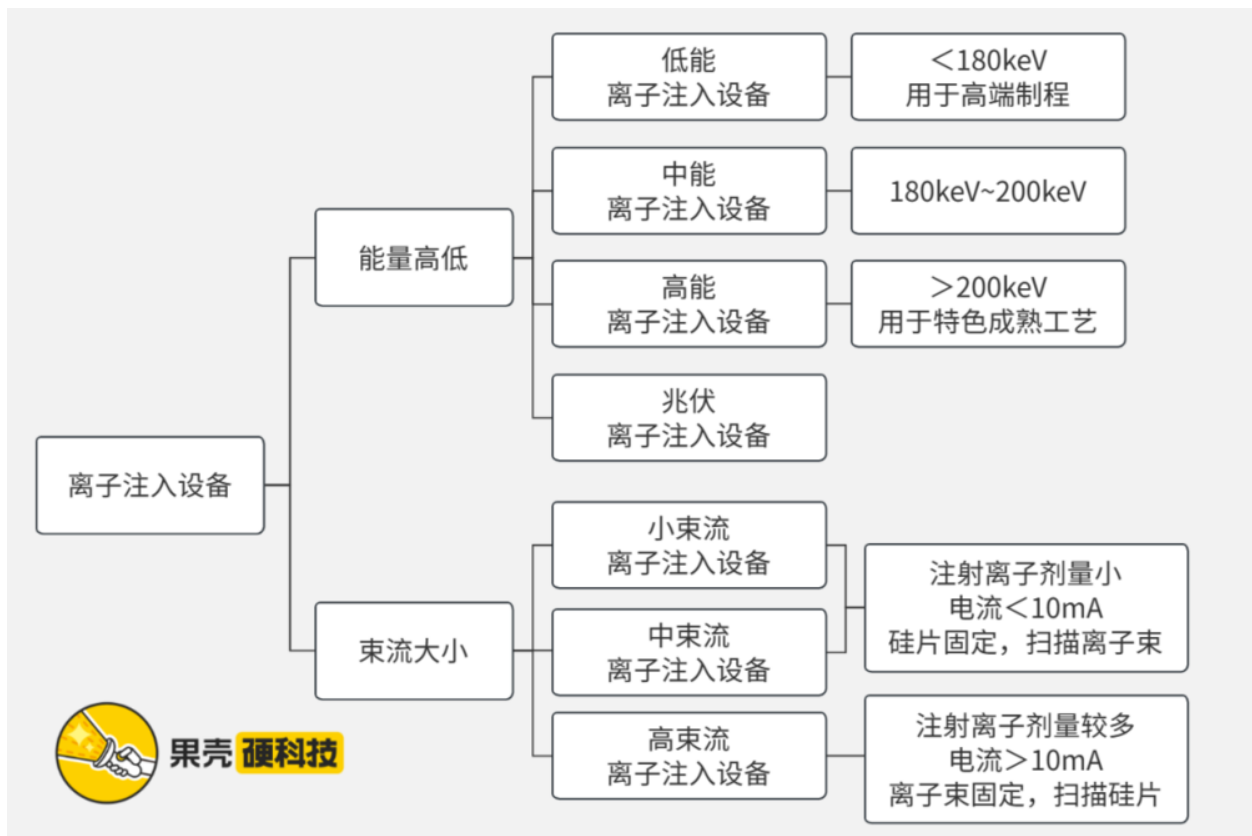 离子注入设备
能量高低
低能
离子注入设备
＜180keV
用于高端制程
中能
离子注入设备
180keV~200keV
高能
离子注入设备
＞200keV
用于特色成熟工艺
兆伏
离子注入设备
束流大小
小束流
离子注入设备
中束流
离子注入设备
注射离子剂量小
电流＜10mA
硅片固定，扫描离子束
高束流
离子注入设备
注射离子剂量较多
电流＞10mA
离子束固定，扫描硅片
果壳硬科技